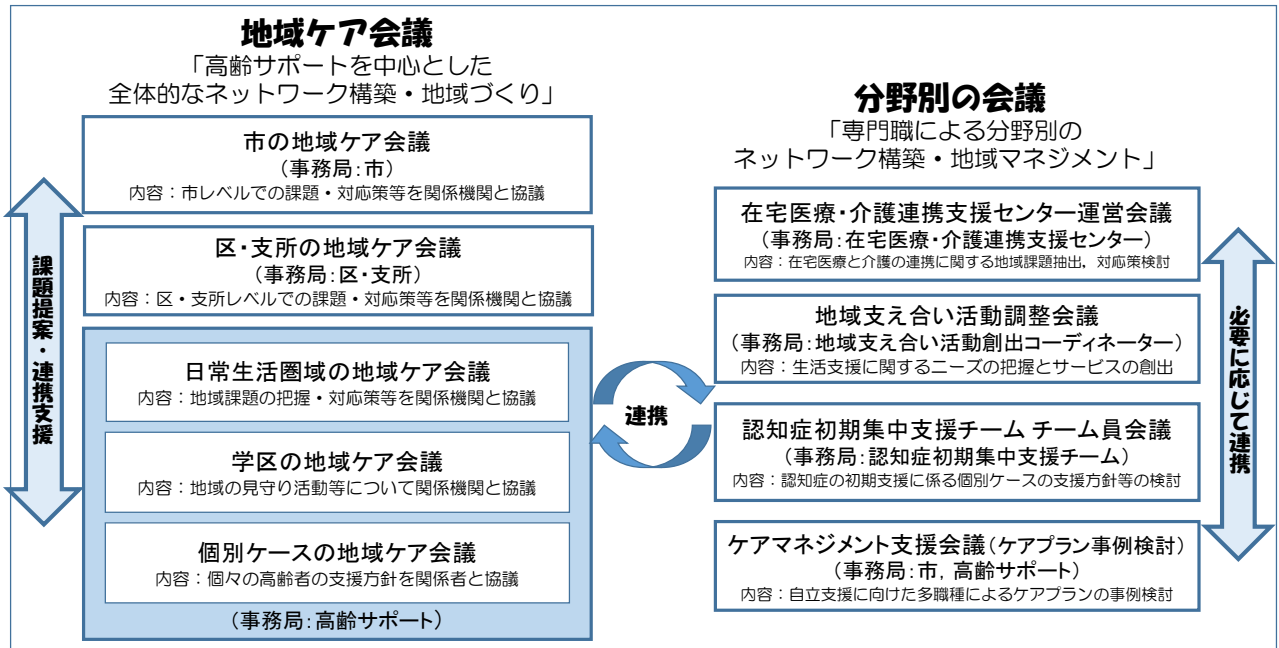 地域ケア会議
「高齢サポートを中心とした
全体的なネットワーク構築・地域づくり」
市の地域ケア会議
(事務局:市)
内容：市レベルでの課題・対応策等を関係機関と協議
区・支所の地域ケア会議
(事務局:区・支所)
内容：区・支所レベルでの課題・対応策等を関係機関と協議
日常生活圏域の地域ケア会議
内容：地域課題の把握・対応策等を関係機関と協議
学区の地域ケア会議
内容：地域の見守り活動等について関係機関と協議
個別ケースの地域ケア会議
内容：個々の高齢者の支援方針を関係者と協議
(事務局:高齢サポート)
課題提案・連携支援
連携
分野別の会議
「専門職による分野別の
ネットワーク構築・地域マネジメント」
在宅医療・介護連携支援センター運営会議
(事務局:在宅医療・介護連携支援センター)
内容：在宅医療と介護の連携に関する地域課題抽出，対応策検討
地域支え合い活動調整会議
(事務局:地域支え合い活動創出コーディネーター)
内容：生活支援に関するニーズの把握とサービスの創出
認知症初期集中支援チーム チーム員会議
(事務局:認知症初期集中支援チーム)
内容：認知症の初期支援に係る個別ケースの支援方針等の検討
ケアマネジメント支援会議(ケアプラン事例検討)
(事務局:市，高齢サポート)
内容：自立支援に向けた多職種によるケアプランの事例検討
必要に応じて連携